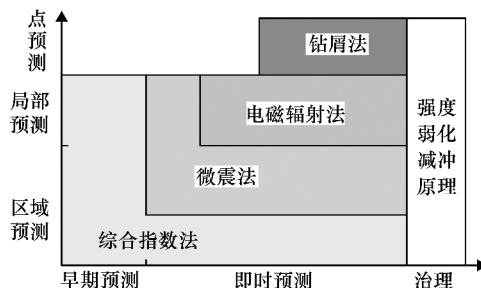 点
预
测
局部
预测
区域
预测
钻屑法
电磁辐射法
微震法
综合指数法
强度
弱化
减冲
原理
早期预测
即时预测
治理